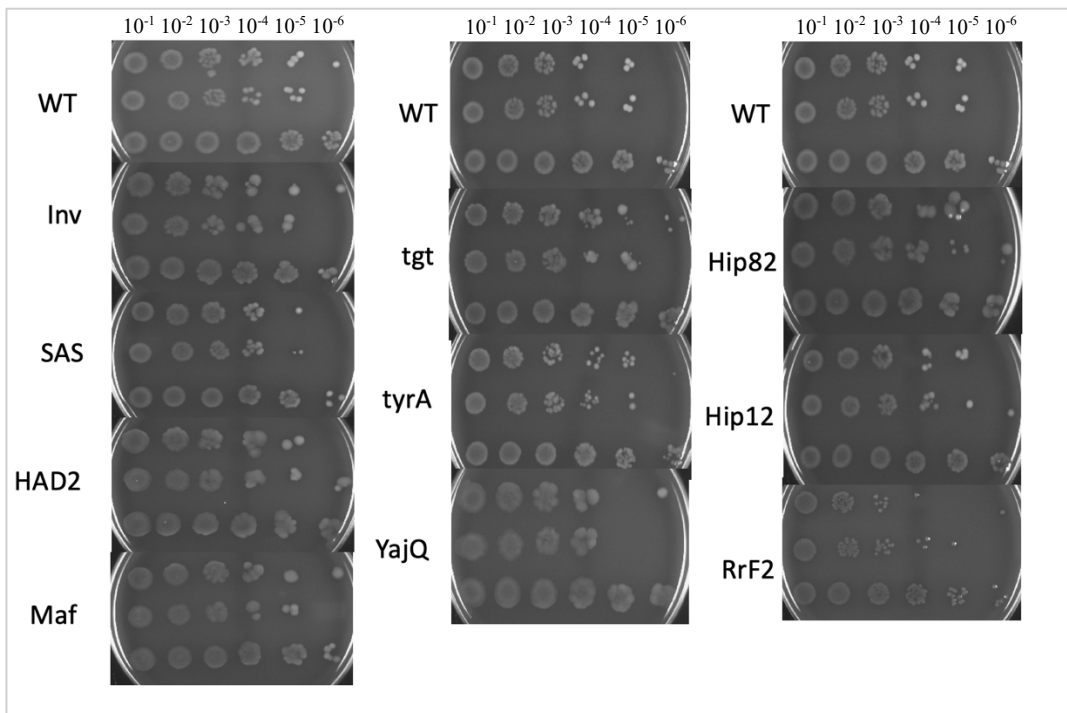 10⁻¹ 10⁻² 10⁻³ 10⁻⁴ 10⁻⁵ 10⁻⁶ 10⁻¹ 10⁻² 10⁻³ 10⁻⁴ 10⁻⁵ 10⁻⁶ 10⁻¹ 10⁻² 10⁻³ 10⁻⁴ 10⁻⁵ 10⁻⁶
WT
Inv
SAS
HAD2
Maf
WT
tgt
tyrA
YajQ
WT
Hip82
Hip12
RrF2